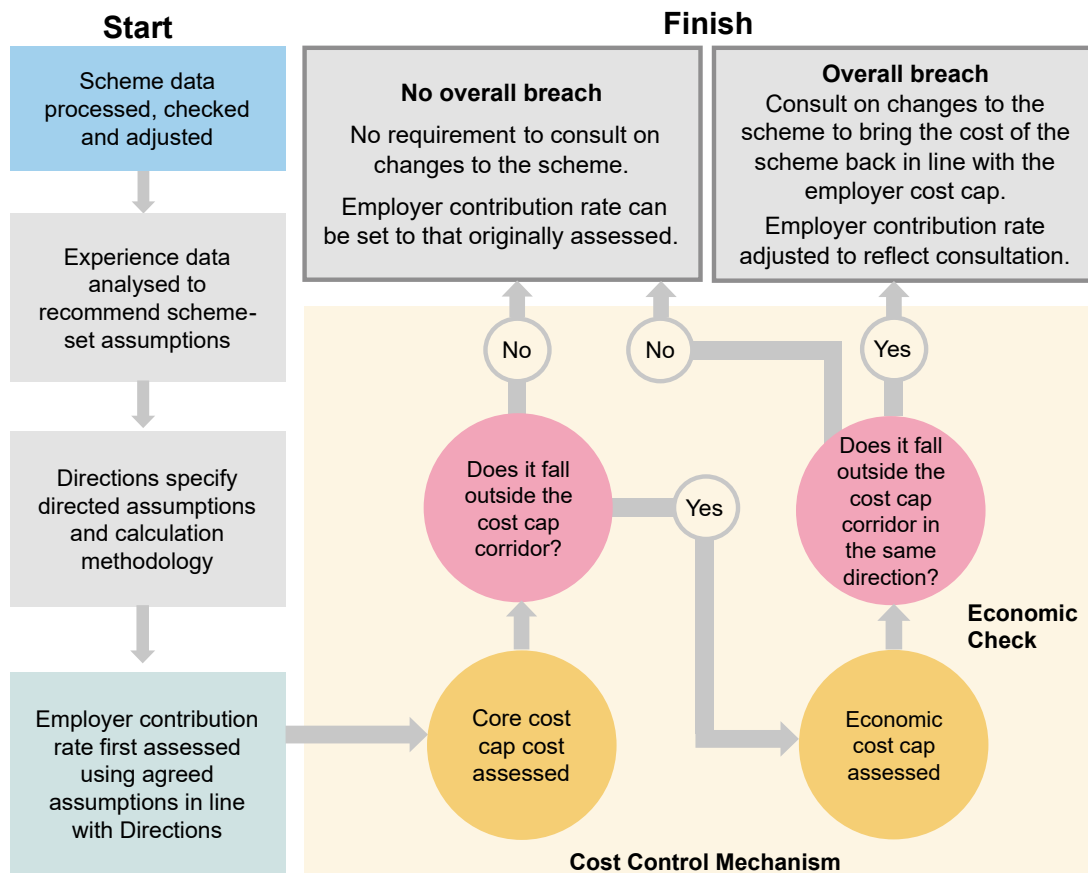 Start
Scheme data
processed, checked
and adjusted
Experience data
analysed to
recommend scheme-
set assumptions
Directions specify
directed assumptions
and calculation
methodology
Employer contribution
rate first assessed
using agreed
assumptions in line
with Directions
Finish
No overall breach
No requirement to consult on
changes to the scheme.
Employer contribution rate can
be set to that originally assessed.
Overall breach
Consult on changes to the
scheme to bring the cost of the
scheme back in line with the
employer cost cap.
Employer contribution rate
adjusted to reflect consultation.
No
No
Yes
Does it fall
outside the
cost cap
corridor?
Yes
Does it fall
outside the
cost cap
corridor in
the same
direction?
Economic
Check
Core cost
cap cost
assessed
Economic
cost cap
assessed
Cost Control Mechanism